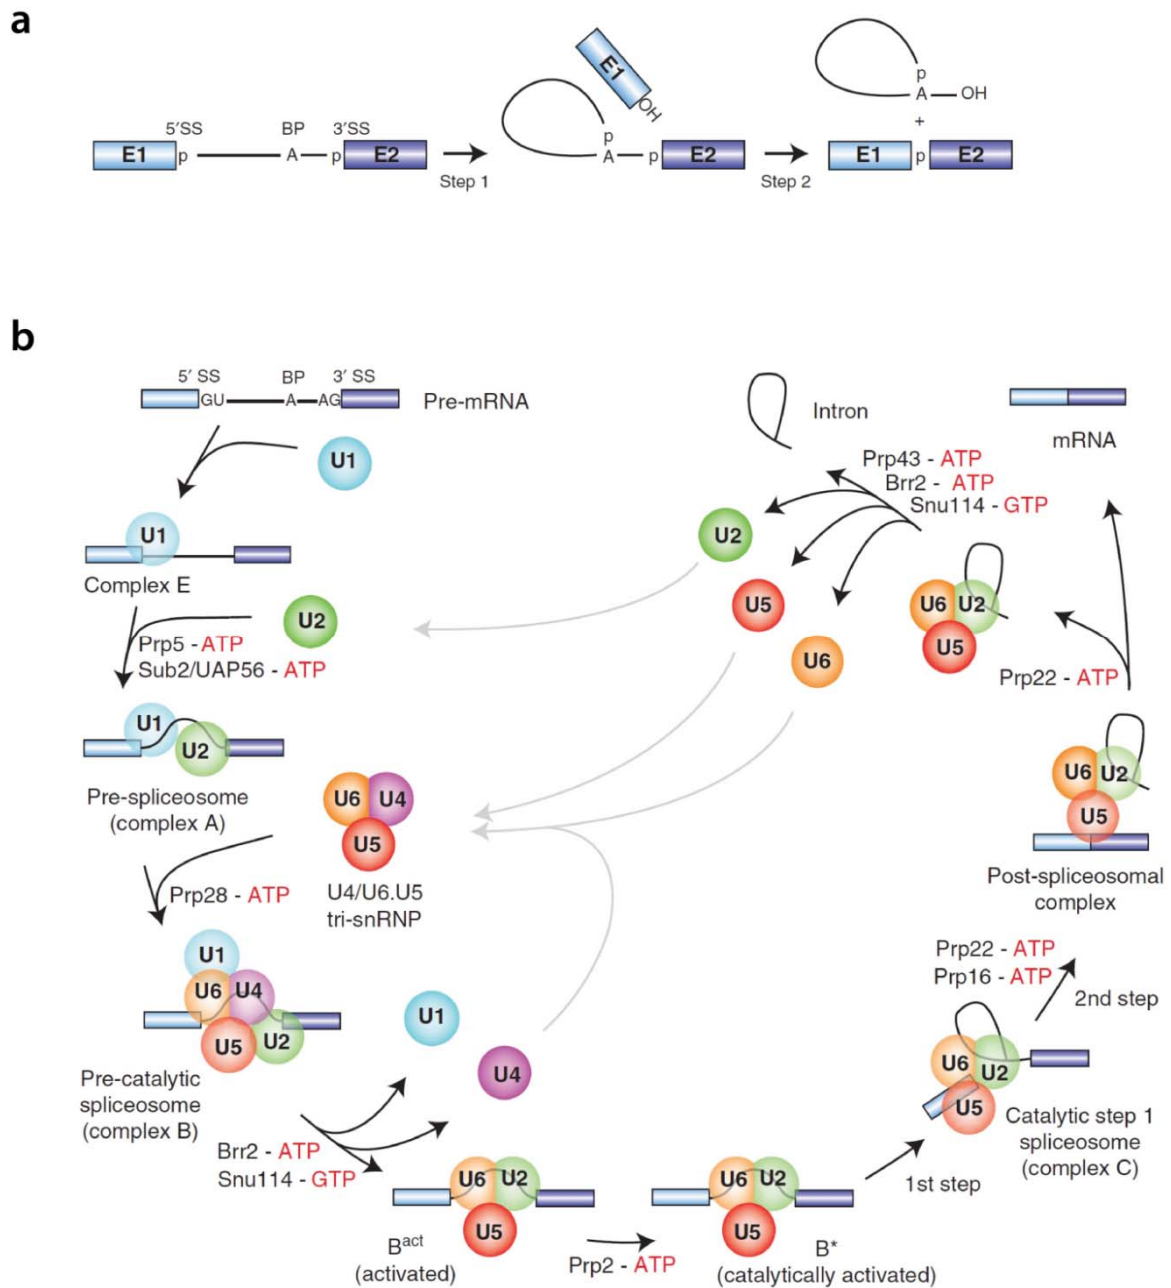 a
E1
OH
p
A
OH
+
5′SS
BP
3′SS
E1
p
A
p
E2
Step 1
p
A
p
E2
Step 2
E1
p
E2
b
5′ SS
BP
3′ SS
GU
A
AG
Pre-mRNA
U1
U1
Complex E
U2
Prp5 - ATP
Sub2/UAP56 - ATP
U1
U2
Pre-spliceosome
(complex A)
U6
U4
U5
U4/U6.U5
tri-snRNP
Prp28 - ATP
U1
U6
U4
U5
U2
Pre-catalytic
spliceosome
(complex B)
U1
U4
Brr2 - ATP
Snu114 - GTP
U6
U2
U5
Bact
(activated)
Prp2 - ATP
U6
U2
U5
B*
(catalytically activated)
1st step
U6
U2
U5
Catalytic step 1
spliceosome
(complex C)
Prp22 - ATP
Prp16 - ATP
2nd step
U6
U2
U5
Post-spliceosomal
complex
Prp22 - ATP
mRNA
U6
U2
U5
Prp43 - ATP
Brr2 - ATP
Snu114 - GTP
Intron
U2
U5
U6